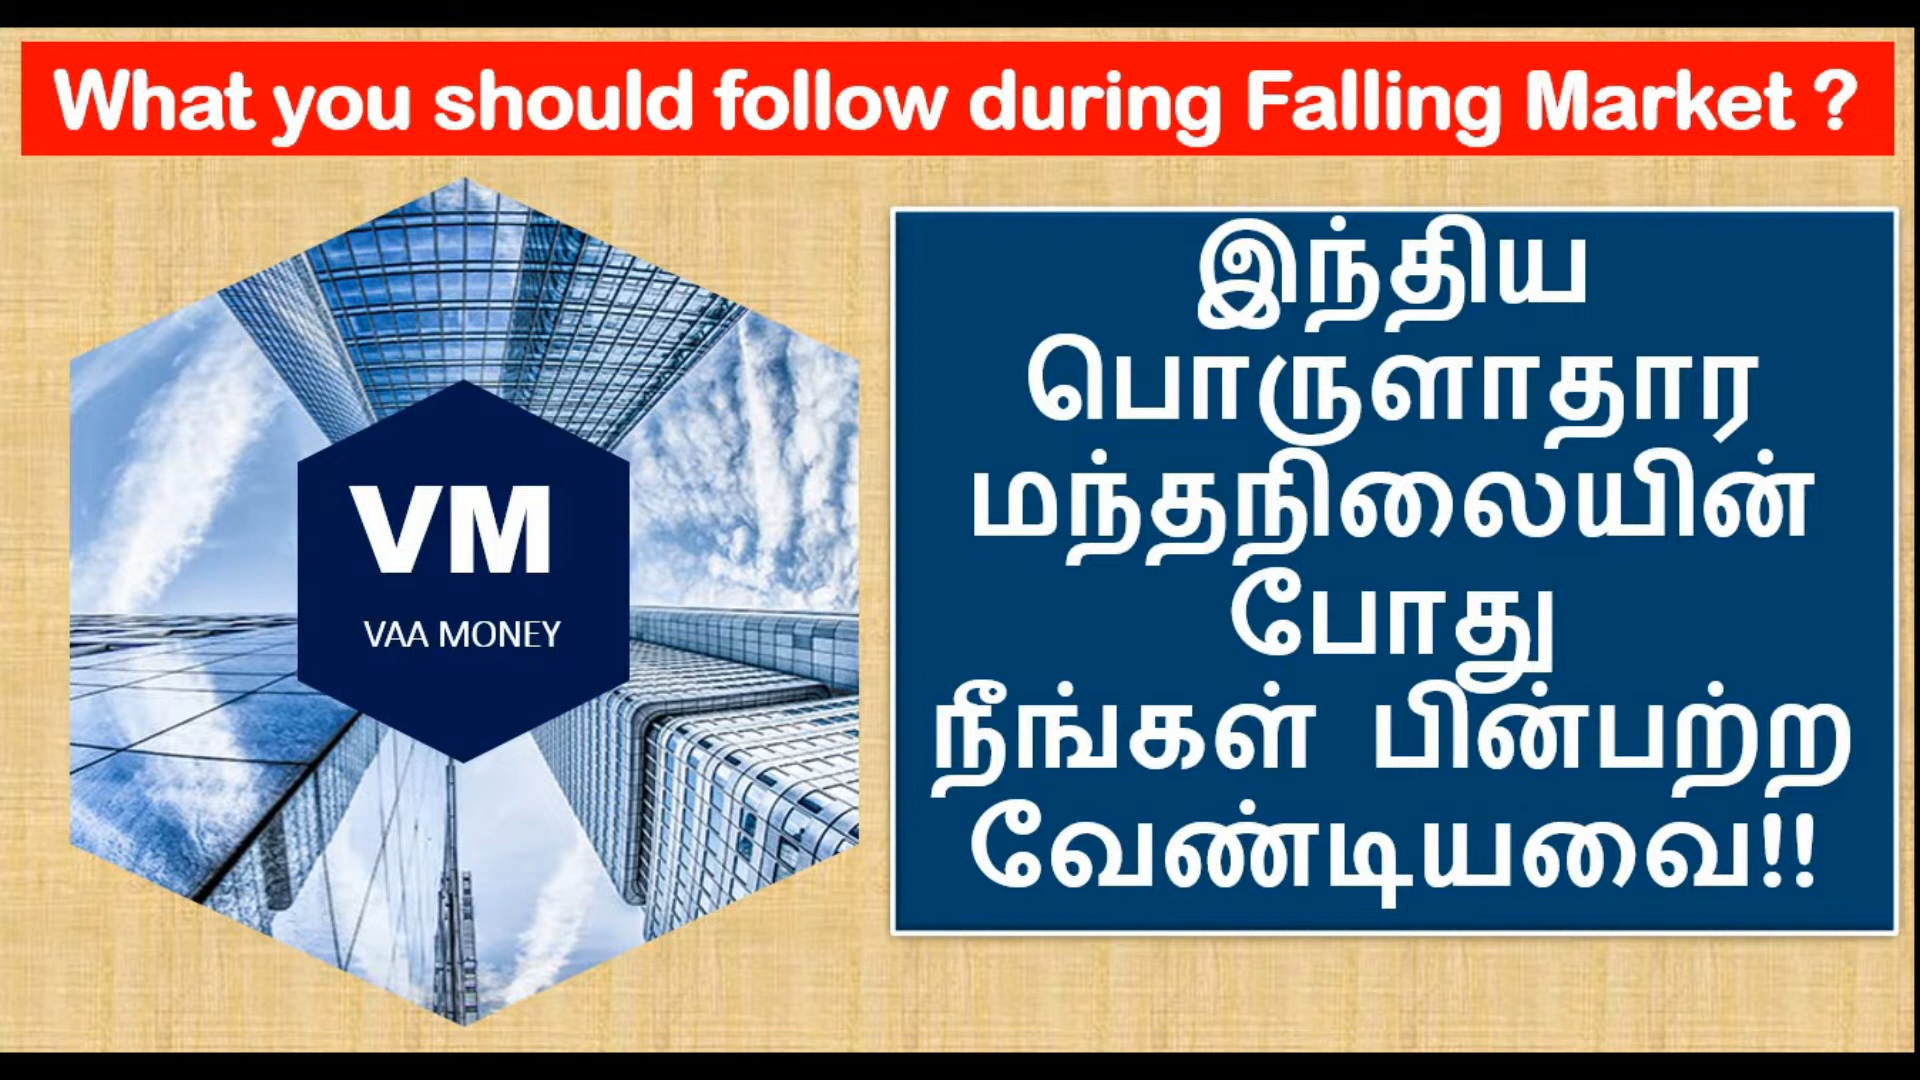 What you should follow during Falling Market ?
VM
VAA MONEY
இந்திய
பொருளாதார
மந்தநிலையின்
போது
நீங்கள் பின்பற்ற
வேண்டியவை!!